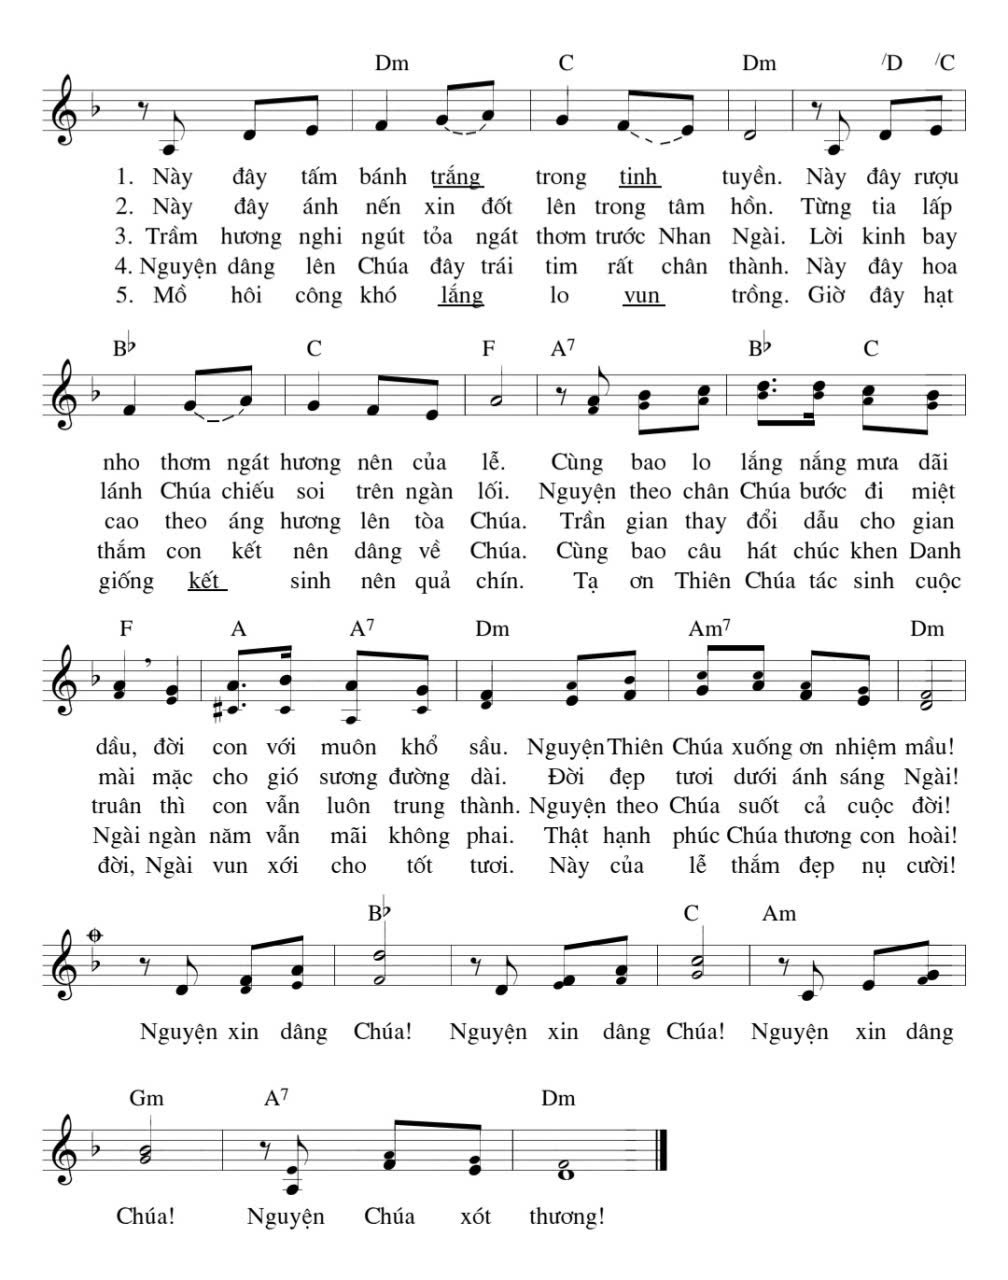 Dm C Dm /D /C
1. Này đây tấm bánh trắng trong tinh tuyền. Này đây rượu
2. Này đây ánh nến xin đốt lên trong tâm hồn. Từng tia lấp
3. Trầm hương nghi ngút tỏa ngát thơm trước Nhan Ngài. Lời kinh bay
4. Nguyện dâng lên Chúa đây trái tim rất chân thành. Này đây hoa
5. Mồ hôi công khó lắng lo vun trồng. Giờ đây hạt
B♭ C F A7 B♭ C
nho thơm ngát hương nên của lễ. Cùng bao lo lắng nắng mưa dãi
lánh Chúa chiếu soi trên ngàn lối. Nguyện theo chân Chúa bước đi miệt
cao theo áng hương lên tòa Chúa. Trần gian thay đổi dẫu cho gian
thắm con kết nên dâng về Chúa. Cùng bao câu hát chúc khen Danh
giống kết sinh nên quả chín. Tạ ơn Thiên Chúa tác sinh cuộc
F A A7 Dm Am7 Dm
dầu, đời con với muôn khổ sầu. Nguyện Thiên Chúa xuống ơn nhiệm mầu!
mài mặc cho gió sương đường dài. Đời đẹp tươi dưới ánh sáng Ngài!
truân thì con vẫn luôn trung thành. Nguyện theo Chúa suốt cả cuộc đời!
Ngài ngàn năm vẫn mãi không phai. Thật hạnh phúc Chúa thương con hoài!
đời, Ngài vun xới cho tốt tươi. Này của lễ thắm đẹp nụ cười!
B♭ C Am
Nguyện xin dâng Chúa! Nguyện xin dâng Chúa! Nguyện xin dâng
Gm A7 Dm
Chúa! Nguyện Chúa xót thương!